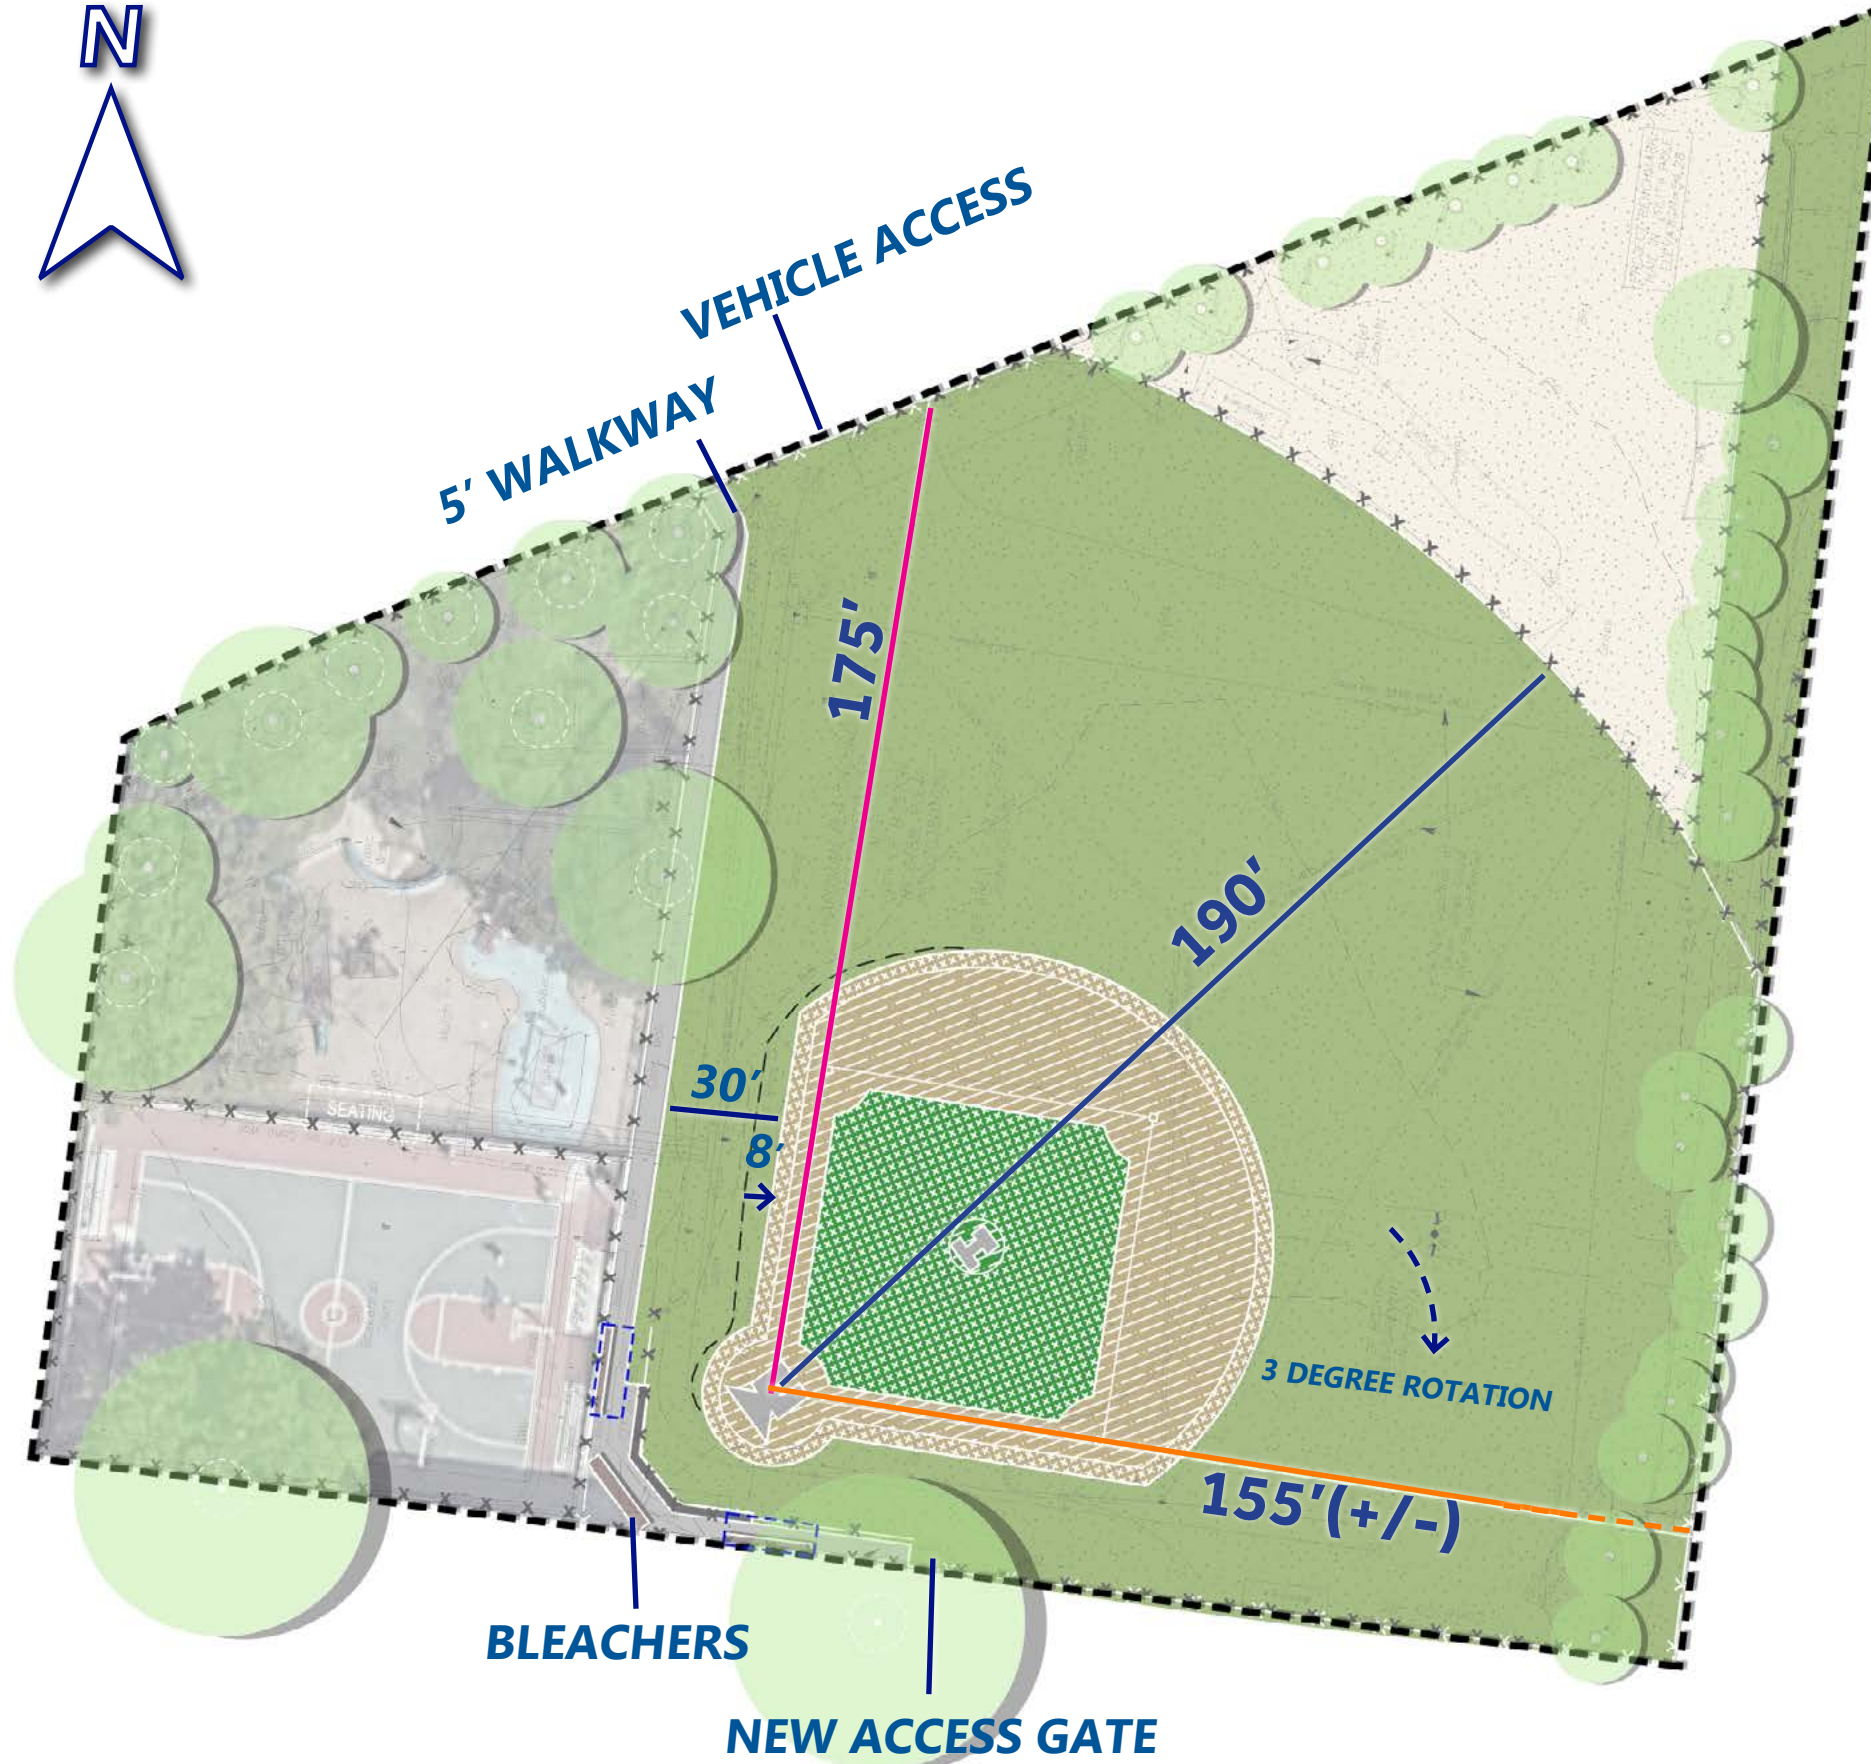 N
VEHICLE ACCESS
5' WALKWAY
175'
190'
30'
8'
SEATING
3 DEGREE ROTATION
155'(+/-)
BLEACHERS
NEW ACCESS GATE